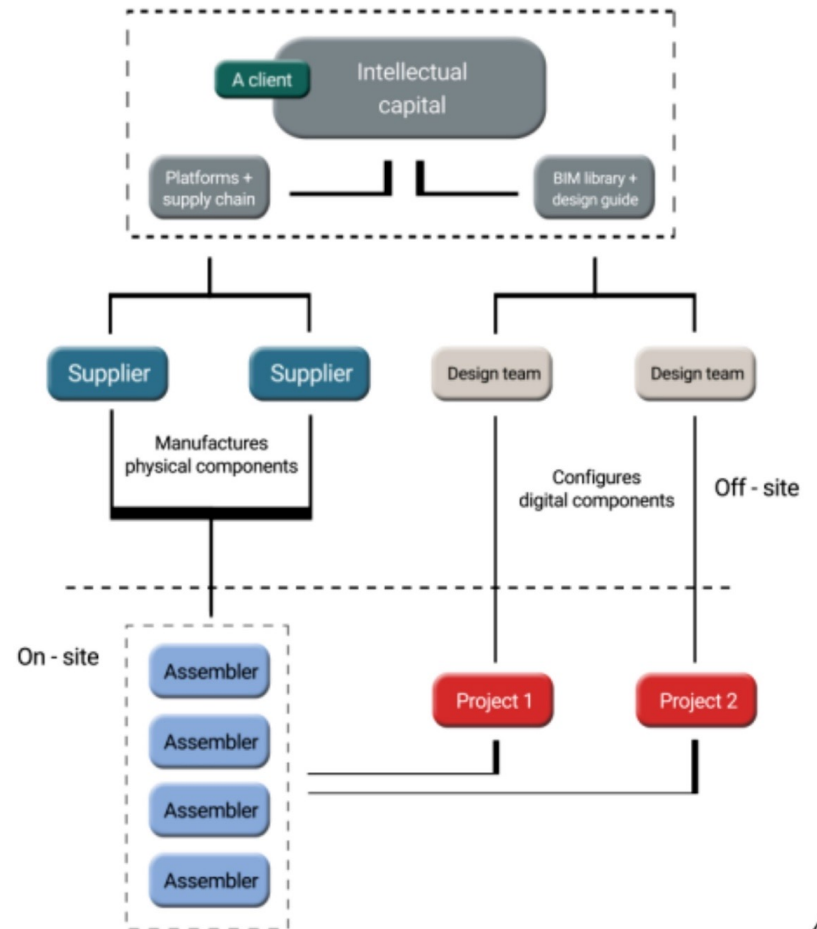 A client
Intellectual
capital
Platforms +
supply chain
BIM library +
design guide
Supplier
Supplier
Design team
Design team
Manufactures
physical components
Configures
digital components
Off - site
On - site
Assembler
Project 1
Project 2
Assembler
Assembler
Assembler